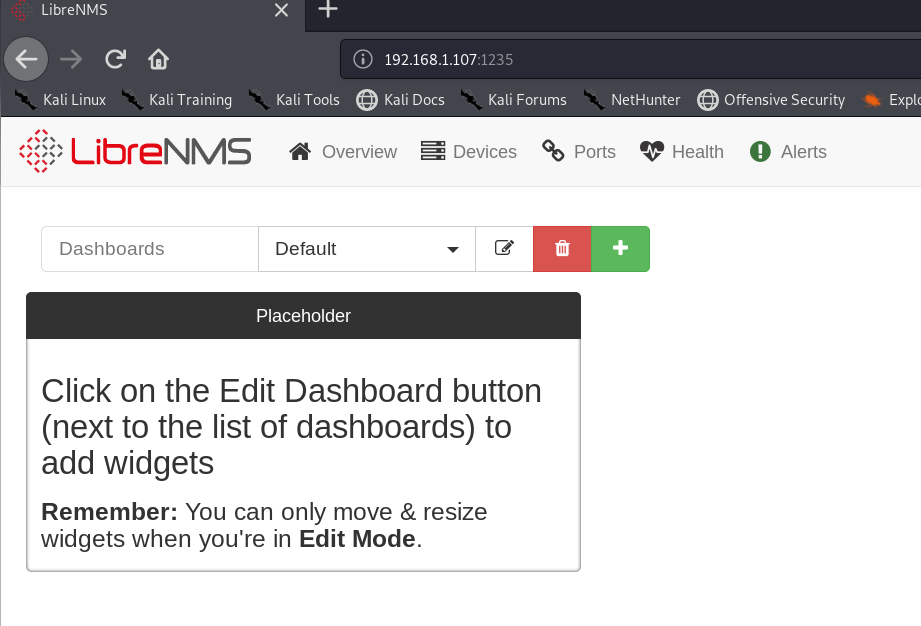 LibreNMS
192.168.1.107:1235
Kali Linux Kali Training Kali Tools Kali Docs Kali Forums NetHunter Offensive Security
LibreNMS Overview Devices Ports Health Alerts
Dashboards Default
Placeholder
Click on the Edit Dashboard button
(next to the list of dashboards) to
add widgets
Remember: You can only move & resize
widgets when you're in Edit Mode.